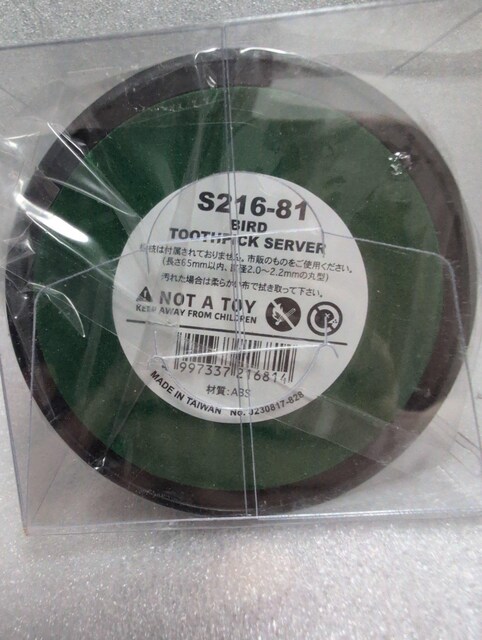 S216-81
BIRD
TOOTHPICK SERVER
枝は付属されておりません。市販のものをご使用ください。
(長さ65mm以内、直径2.0～2.2mmの丸型)
汚れた場合は柔らかい布で拭き取って下さい。
NOT A TOY
KEEP AWAY FROM CHILDREN
997337 216814
材質:ABS
MADE IN TAIWAN No. 0230817-828